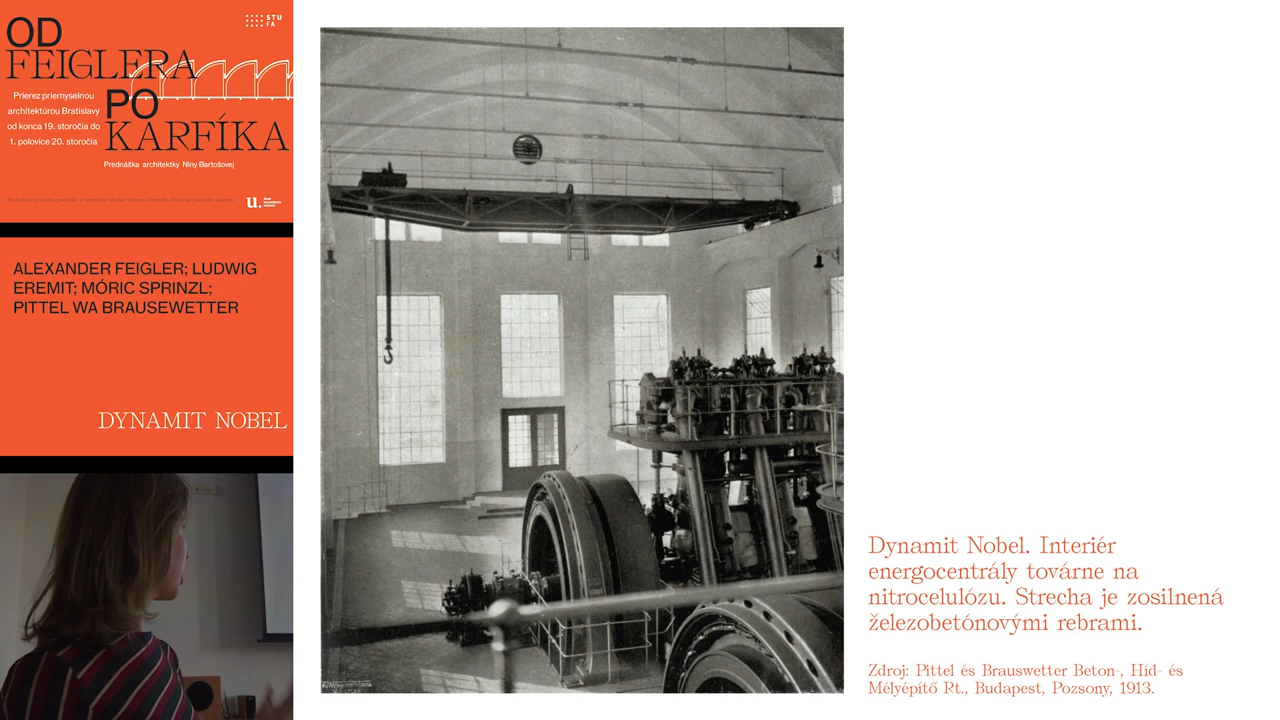 OD
FEIGLERA
PO
KARFÍKA
STU
FA
Prierez priemyselnou
architektúrou Bratislavy
od konca 19. storočia do
1. polovice 20. storočia
Prednáška architektky Niny Bartošovej
u.
ALEXANDER FEIGLER; LUDWIG
EREMIT; MÓRIC SPRINZL;
PITTEL WA BRAUSEWETTER
DYNAMIT NOBEL
Dynamit Nobel. Interiér
energocentrály továrne na
nitrocelulózu. Strecha je zosilnená
železobetónovými rebrami.
Zdroj: Pittel és Brauswetter Beton-, Híd- és
Mélyépítő Rt., Budapest, Pozsony, 1913.